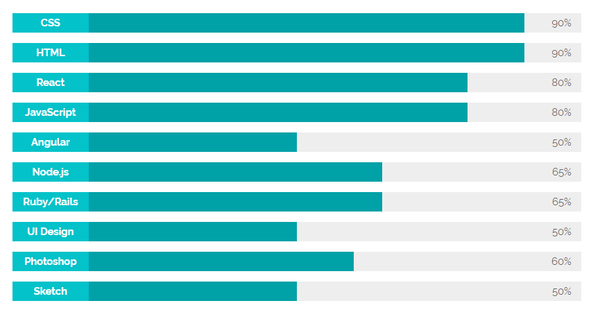 CSS 90%
HTML 90%
React 80%
JavaScript 80%
Angular 50%
Node.js 65%
Ruby/Rails 65%
UI Design 50%
Photoshop 60%
Sketch 50%